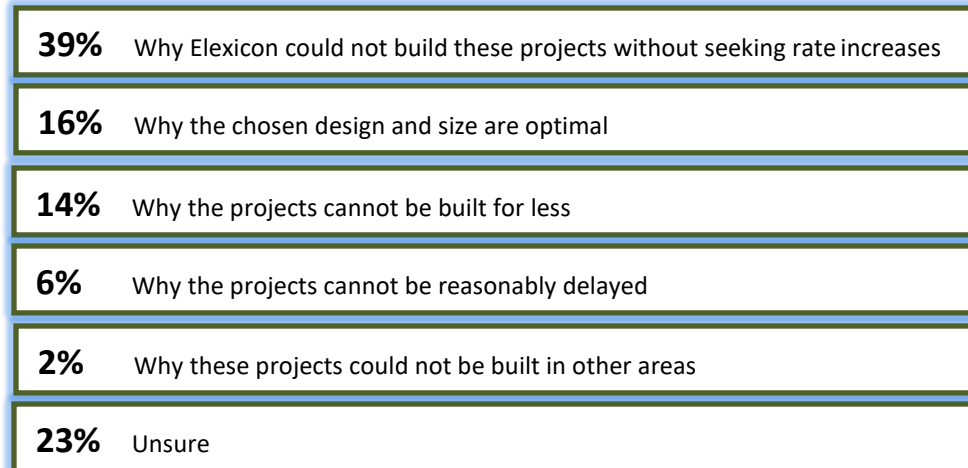 39% Why Elexicon could not build these projects without seeking rate increases
16% Why the chosen design and size are optimal
14% Why the projects cannot be built for less
6% Why the projects cannot be reasonably delayed
2% Why these projects could not be built in other areas
23% Unsure